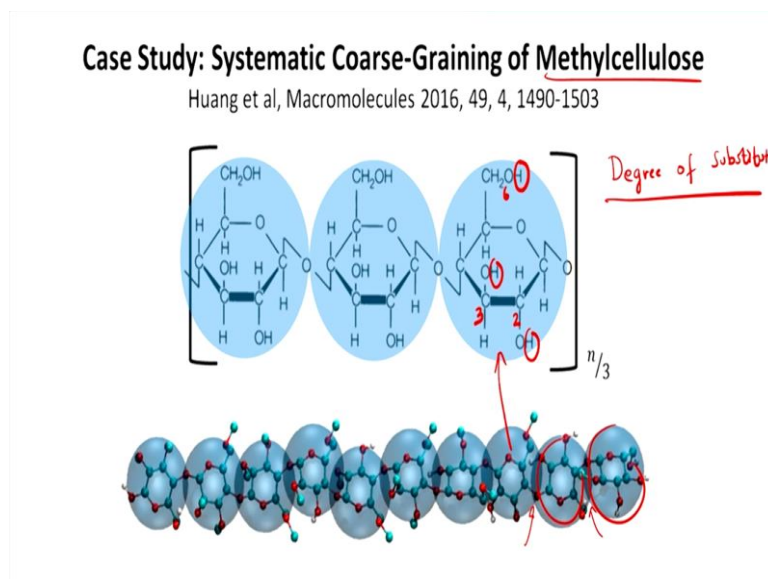 Case Study: Systematic Coarse-Graining of Methylcellulose
Huang et al, Macromolecules 2016, 49, 4, 1490-1503
Degree of Substitut
CH₂OH CH₂OH CH₂OH
6
H C O H C O H C O
H H H
C OH H C O C OH H C O C OH H C O
C C H C C H 3 C C 2 H
H OH H OH H OH
n/3